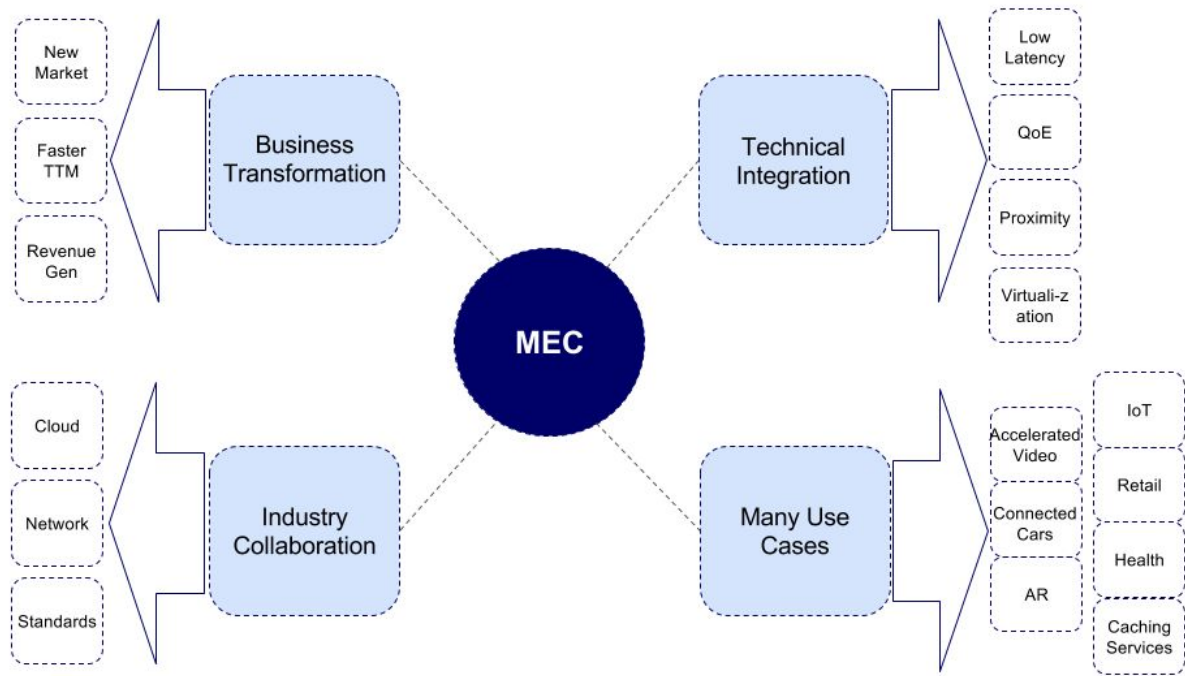 New
Market
Faster
TTM
Revenue
Gen
Business
Transformation
Technical
Integration
Low
Latency
QoE
Proximity
Virtuali-z
ation
MEC
Cloud
Network
Standards
Industry
Collaboration
Many Use
Cases
Accelerated
Video
Connected
Cars
AR
IoT
Retail
Health
Caching
Services